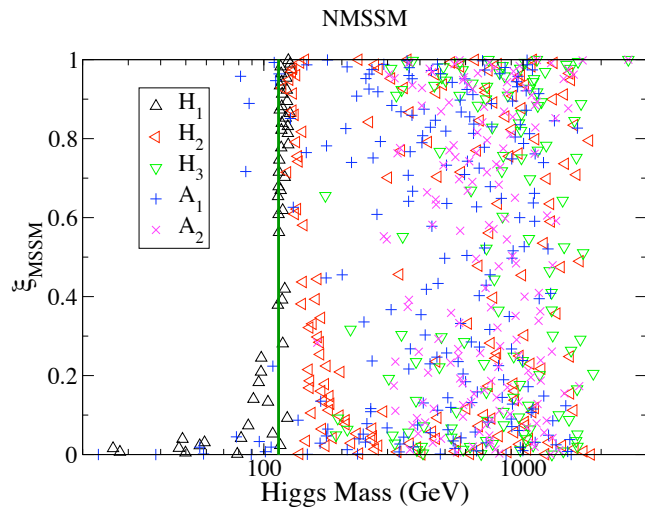 NMSSM
1
0.8
0.6
0.4
0.2
0
ξMSSM
H1
H2
H3
A1
A2
100
1000
Higgs Mass (GeV)